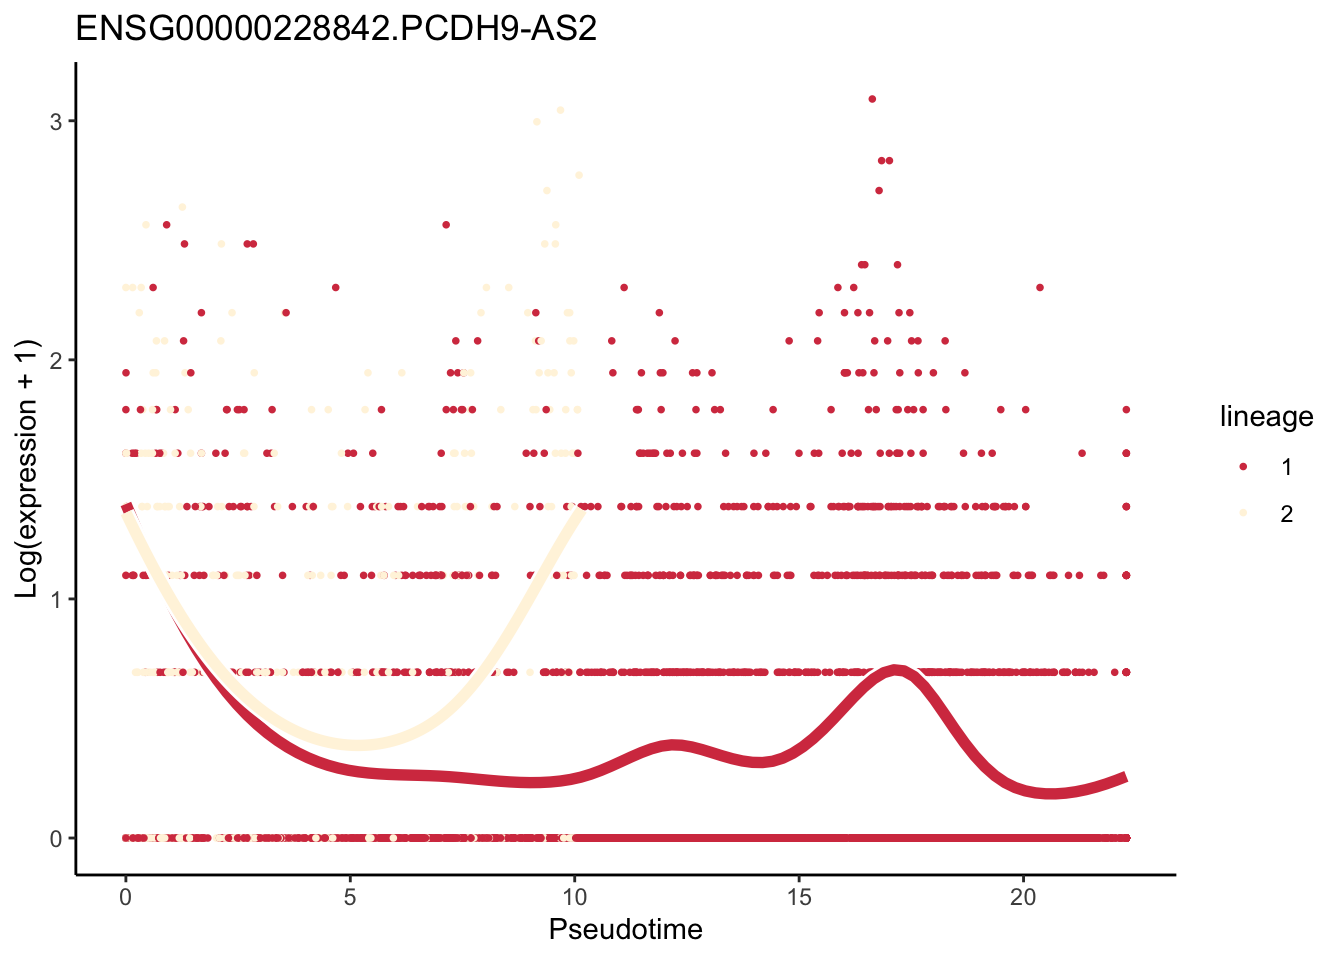 ENSG00000228842.PCDH9-AS2
Log(expression + 1)
3
2
1
0
0 5 10 15 20
Pseudotime
lineage
1
2